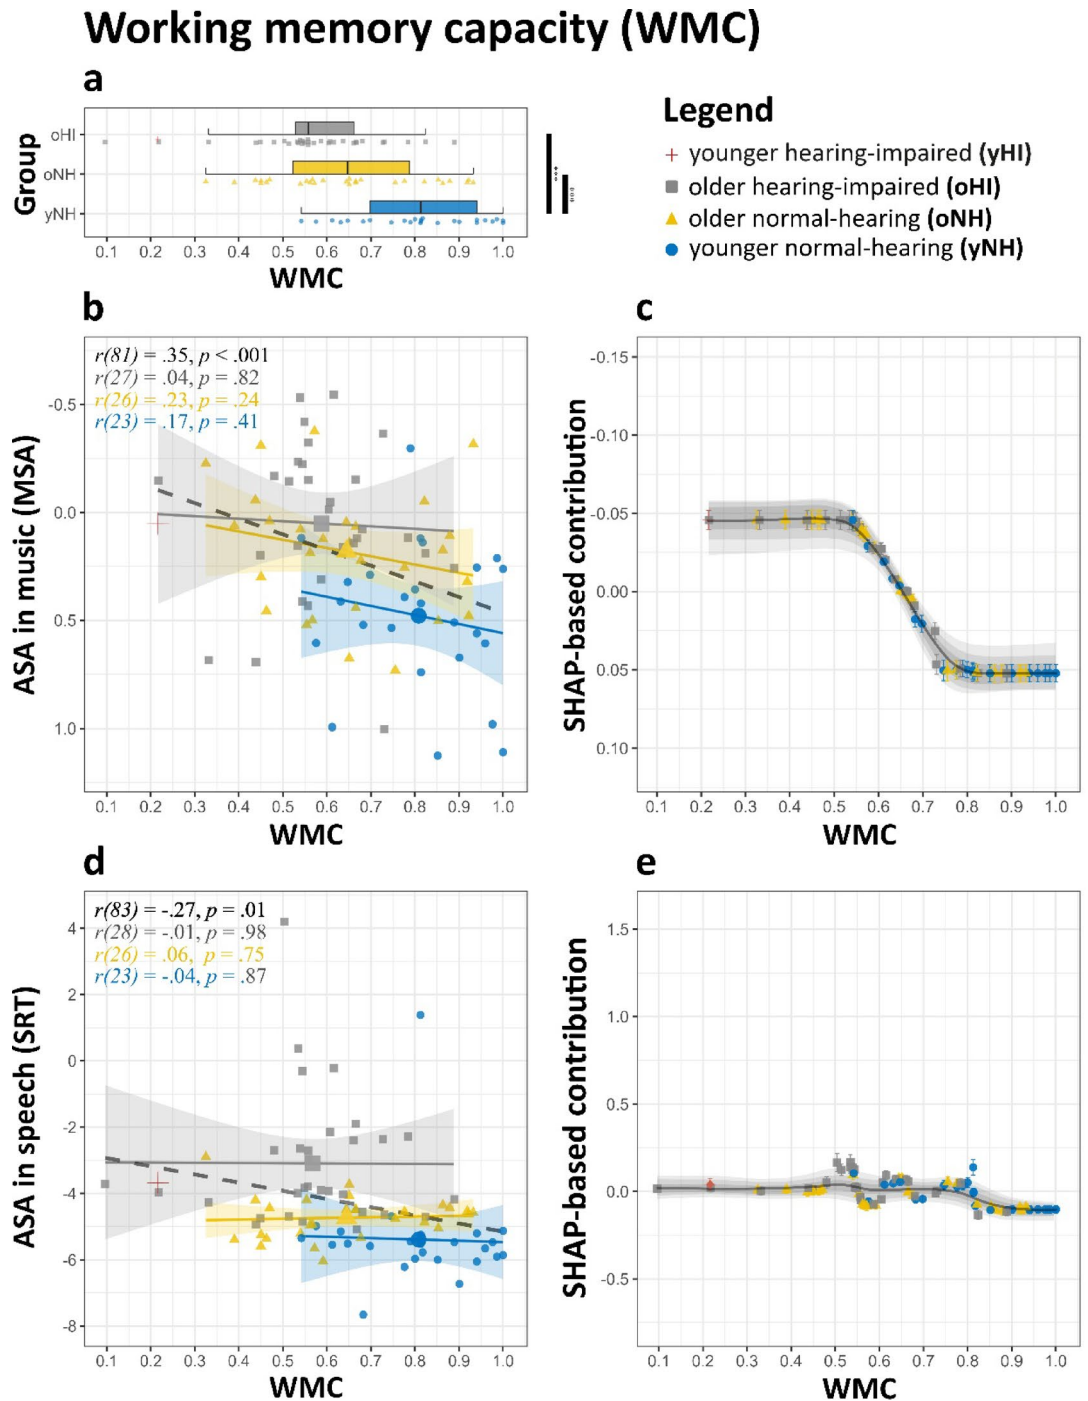 Working memory capacity (WMC)
a
Group
oHI
oNH
yNH
0.1 0.2 0.3 0.4 0.5 0.6 0.7 0.8 0.9 1.0
WMC
***
***
Legend
younger hearing-impaired (yHI)
older hearing-impaired (oHI)
older normal-hearing (oNH)
younger normal-hearing (yNH)
b
r(81) = .35, p < .001
r(27) = .04, p = .82
r(26) = .23, p = .24
r(23) = .17, p = .41
ASA in music (MSA)
-0.5
0.0
0.5
1.0
0.1 0.2 0.3 0.4 0.5 0.6 0.7 0.8 0.9 1.0
WMC
c
SHAP-based contribution
-0.15
-0.10
-0.05
0.00
0.05
0.10
0.1 0.2 0.3 0.4 0.5 0.6 0.7 0.8 0.9 1.0
WMC
d
r(83) = -.27, p = .01
r(28) = -.01, p = .98
r(26) = .06, p = .75
r(23) = -.04, p = .87
ASA in speech (SRT)
4
2
0
-2
-4
-6
-8
0.1 0.2 0.3 0.4 0.5 0.6 0.7 0.8 0.9 1.0
WMC
e
SHAP-based contribution
1.5
1.0
0.5
0.0
-0.5
0.1 0.2 0.3 0.4 0.5 0.6 0.7 0.8 0.9 1.0
WMC